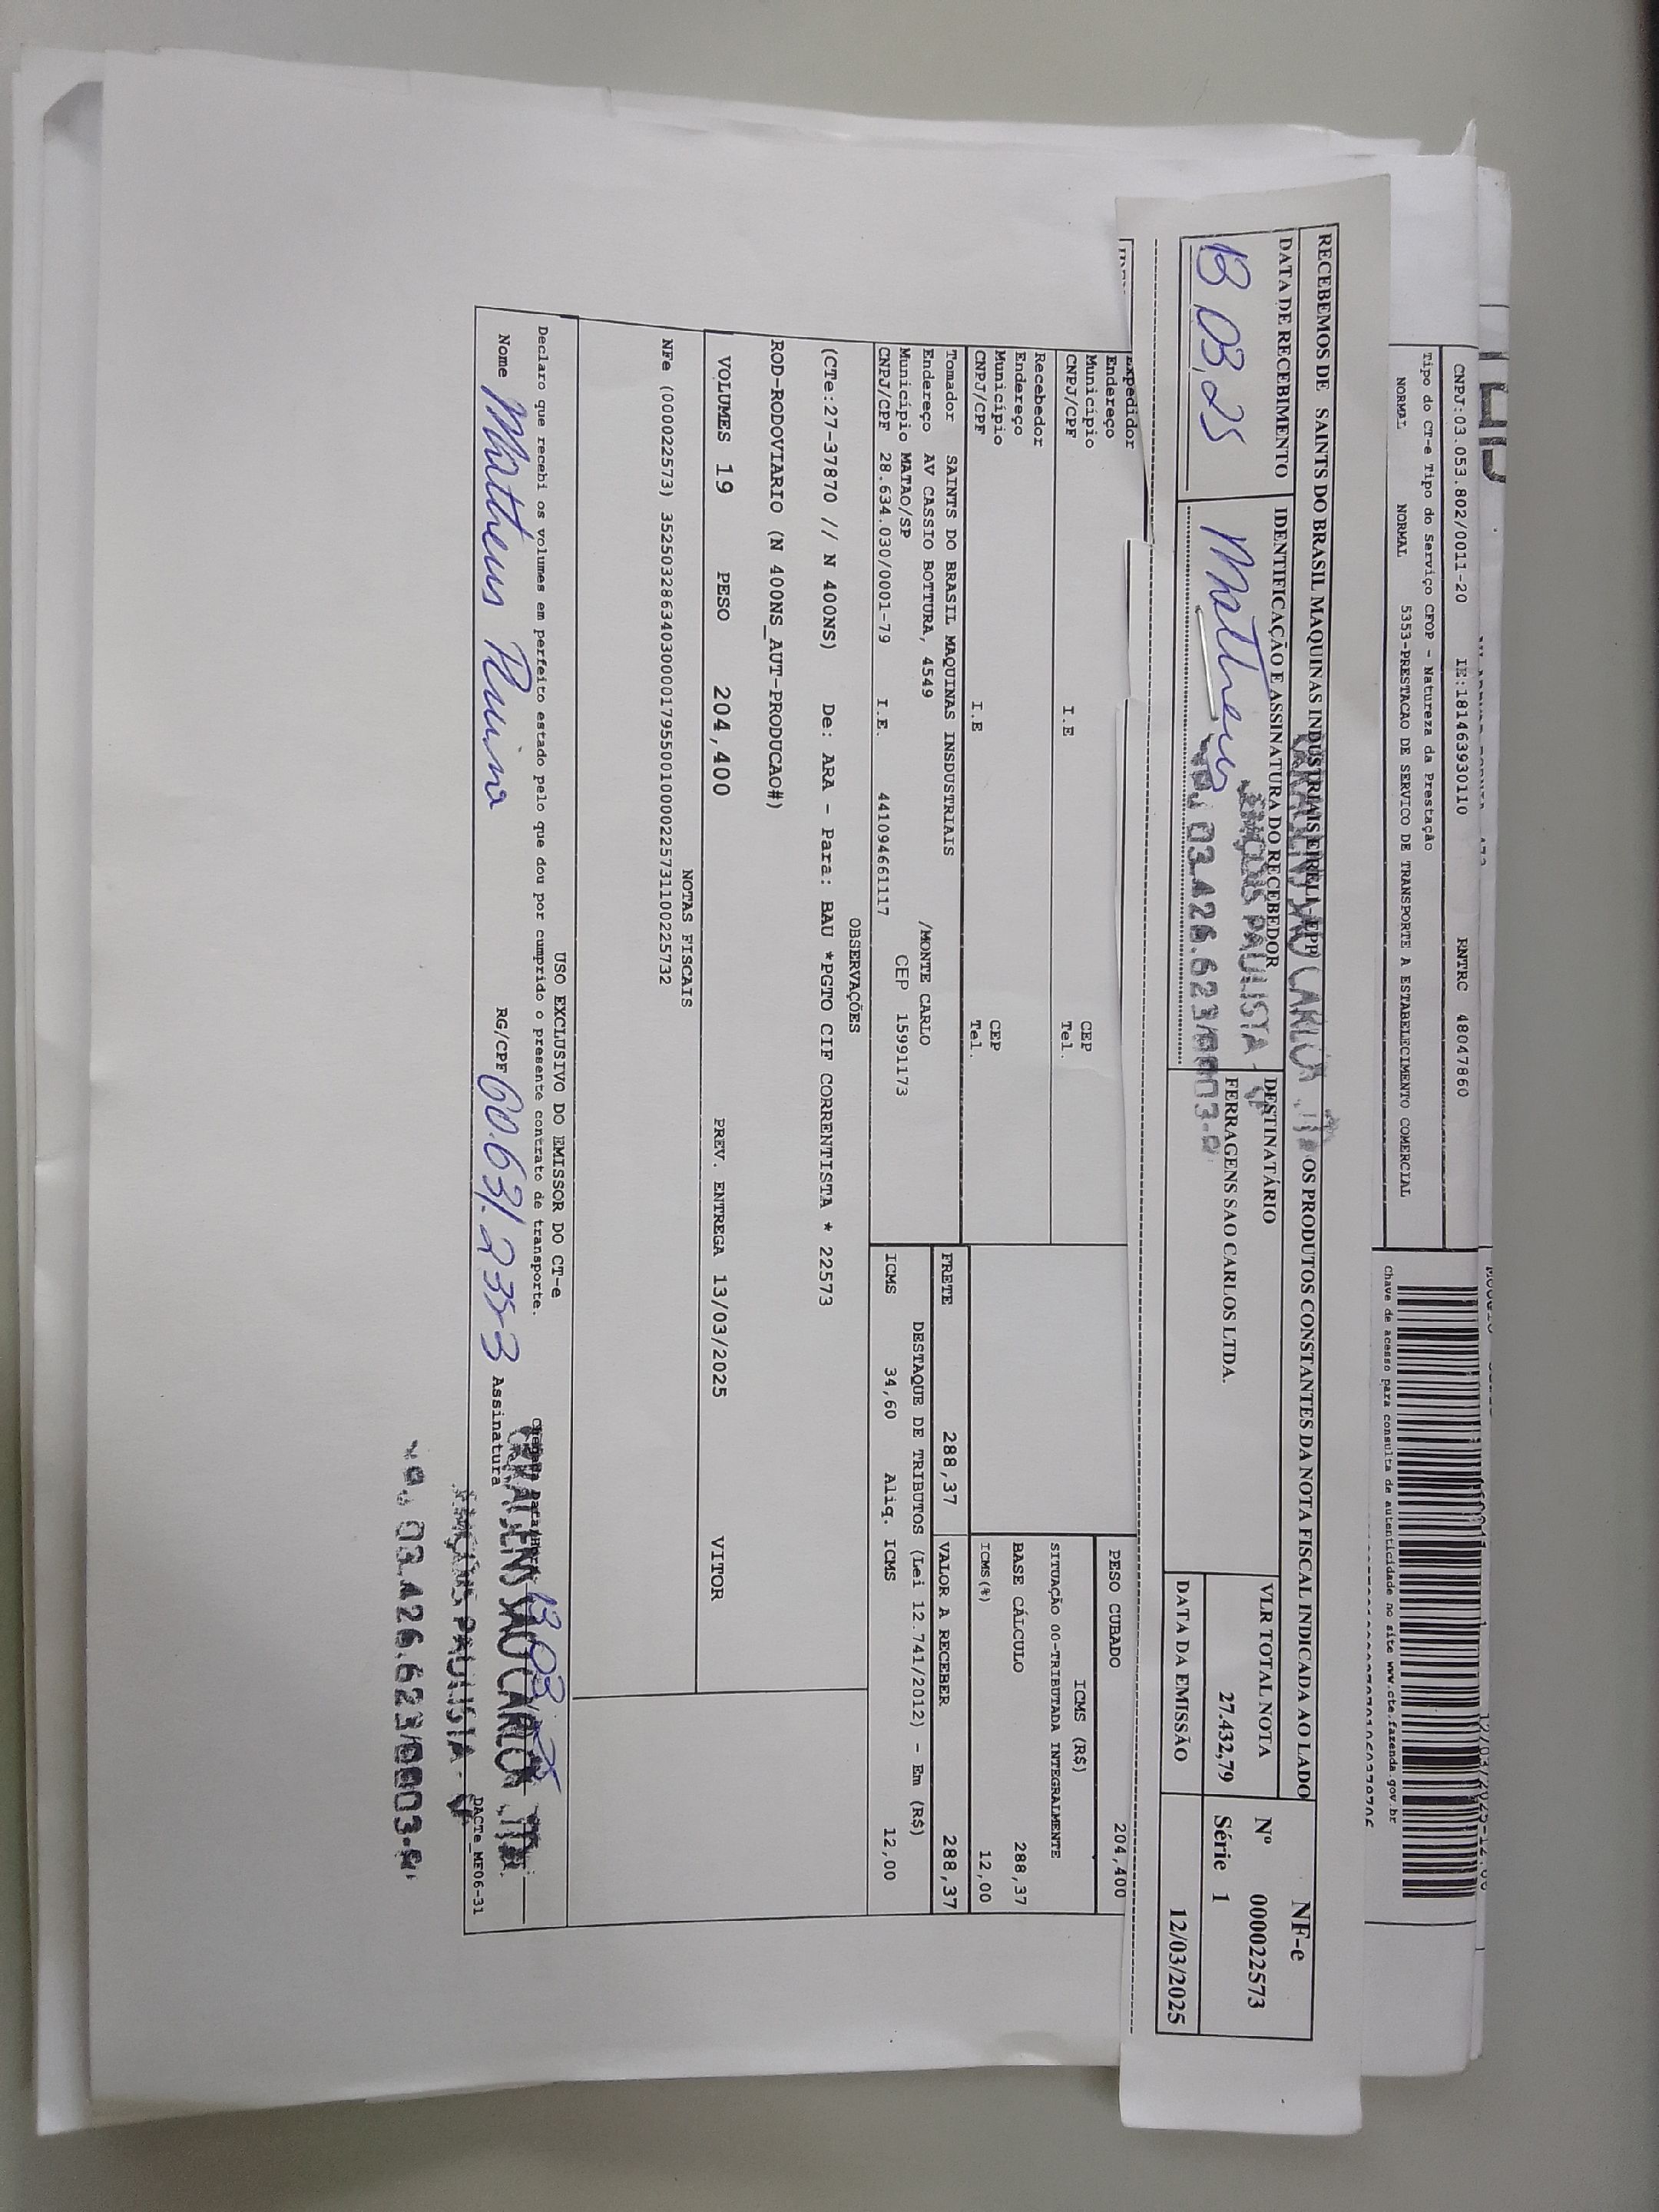 CNPJ:03.053.802/0011-20 IE:181463930110 RNTRC 48047860
Tipo do CT-e Tipo do Serviço CFOP - Natureza da Prestação
NORMAL NORMAL 5353-PRESTACAO DE SERVICO DE TRANSPORTE A ESTABELECIMENTO COMERCIAL
Chave de acesso para consulta de autenticidade no site www.cte.fazenda.gov.br
RECEBEMOS DE SAINTS DO BRASIL MAQUINAS INDUSTRIAIS EIRELI EPP OS PRODUTOS CONSTANTES DA NOTA FISCAL INDICADA AO LADO
NF-e
DATA DE RECEBIMENTO IDENTIFICAÇÃO E ASSINATURA DO RECEBEDOR DESTINATÁRIO VLR TOTAL NOTA Nº 000022573
13 03.25 Matheus PAULISTA FERRAGENS SAO CARLOS LTDA. 27.432,79 Série 1
03.426.623/0003-
DATA DA EMISSÃO 12/03/2025
Expedidor
Endereço
Município CEP
CNPJ/CPF I.E Tel.
Recebedor
Endereço
Município CEP
CNPJ/CPF I.E Tel.
PESO CUBADO 204,400
ICMS (R$)
SITUAÇÃO 00-TRIBUTADA INTEGRALMENTE
BASE CÁLCULO 288,37
ICMS(%) 12,00
Tomador SAINTS DO BRASIL MAQUINAS INSDUSTRIAIS
Endereço AV CASSIO BOTTURA, 4549 /MONTE CARLO
Município MATAO/SP CEP 15991173
CNPJ/CPF 28.634.030/0001-79 I.E. 441094661117
FRETE 288,37 VALOR A RECEBER 288,37
DESTAQUE DE TRIBUTOS (Lei 12.741/2012) - Em (R$)
ICMS 34,60 Aliq. ICMS 12,00
OBSERVAÇÕES
(CTe:27-37870 // N 400NS) De: ARA - Para: BAU *PGTO CIF CORRENTISTA * 22573
ROD-RODOVIARIO (N 400NS_AUT-PRODUCAO#)
VOLUMES 19 PESO 204,400 PREV. ENTREGA 13/03/2025 VITOR
NOTAS FISCAIS
NFe (000022573) 35250328634030000179550010000225731100225732
USO EXCLUSIVO DO EMISSOR DO CT-e
Declaro que recebi os volumes em perfeito estado pelo que dou por cumprido o presente contrato de transporte.
13 03 25
Nome Matheus RG/CPF 60.631.235-3 Assinatura
SAO CARLOS
PAULISTA
DACTe_ME06-31
03.426.623/0003-